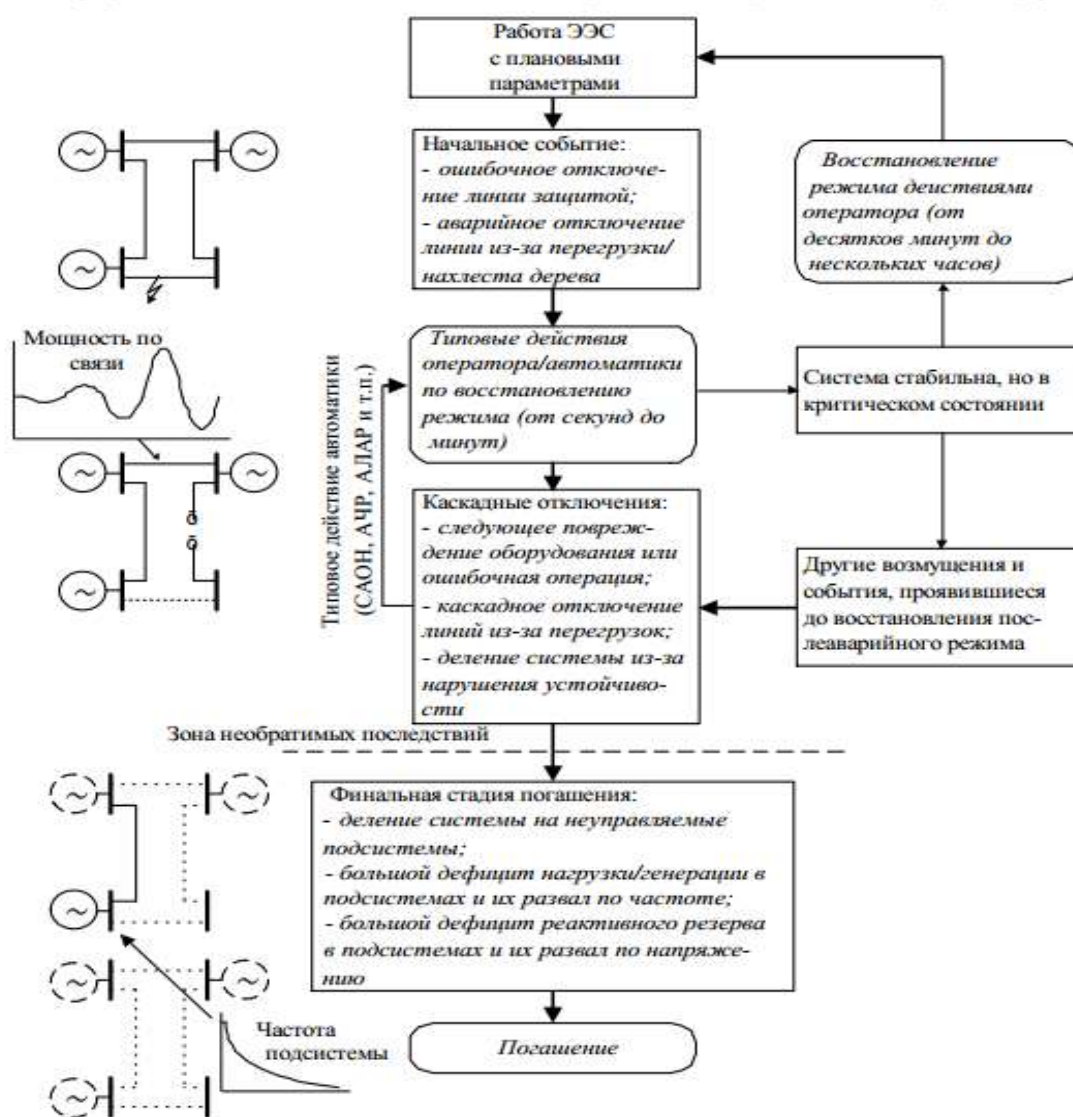 Работа ЭЭС
с плановыми
параметрами
Начальное событие:
- ошибочное отключе-
ние линии защитой;
- аварийное отключение
линии из-за перегрузки/
нахлеста дерева
Восстановление
режима деиствиями
оператора (от
десятков минут до
нескольких часов)
Мощность по
связи
Типовые действия
оператора/автоматики
по восстановлению
режима (от секунд до
минут)
Система стабильна, но в
критическом состоянии
Типовое действие автоматики
(САОН, АЧР, АЛАР и т.п.)
Каскадные отключения:
- следующее повреж-
дение оборудования или
ошибочная операция;
- каскадное отключение
линий из-за перегрузок;
- деление системы из-за
нарушения устойчиво-
сти
Другие возмущения и
события, проявившиеся
до восстановления пос-
леаварийного режима
Зона необратимых последствий
Финальная стадия погашения:
- деление системы на неуправляемые
подсистемы;
- большой дефицит нагрузки/генерации в
подсистемах и их развал по частоте;
- большой дефицит реактивного резерва
в подсистемах и их развал по напряже-
нию
Частота
подсистемы
Погашение